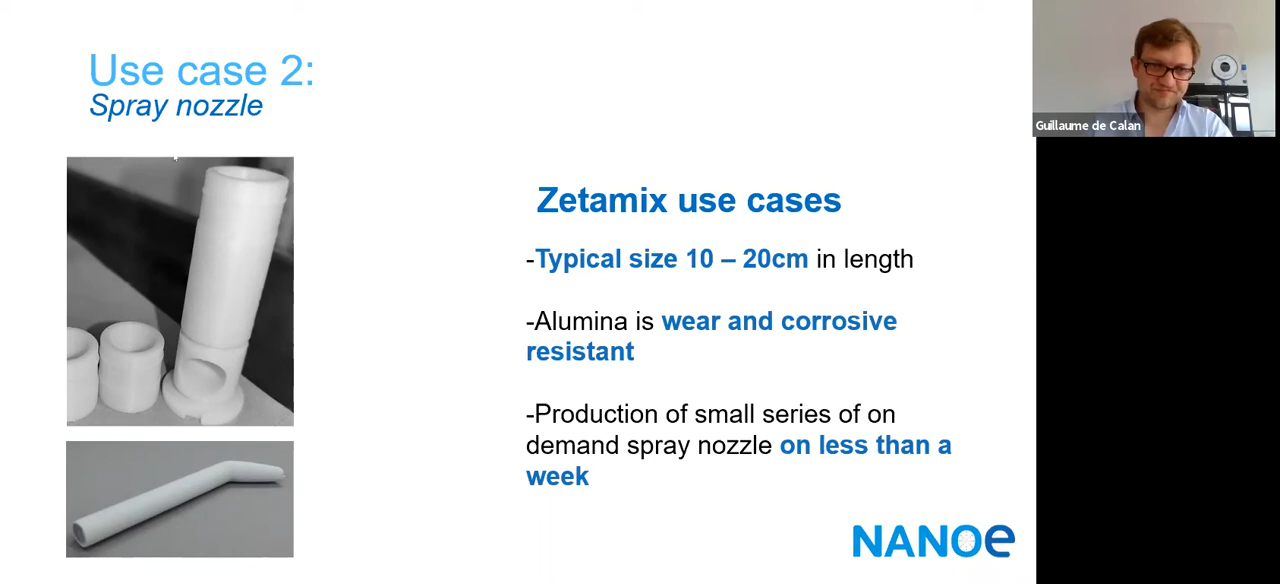 Use case 2:
Spray nozzle
Guillaume de Calan
Zetamix use cases
-Typical size 10 – 20cm in length
-Alumina is wear and corrosive
resistant
-Production of small series of on
demand spray nozzle on less than a
week
NANOe